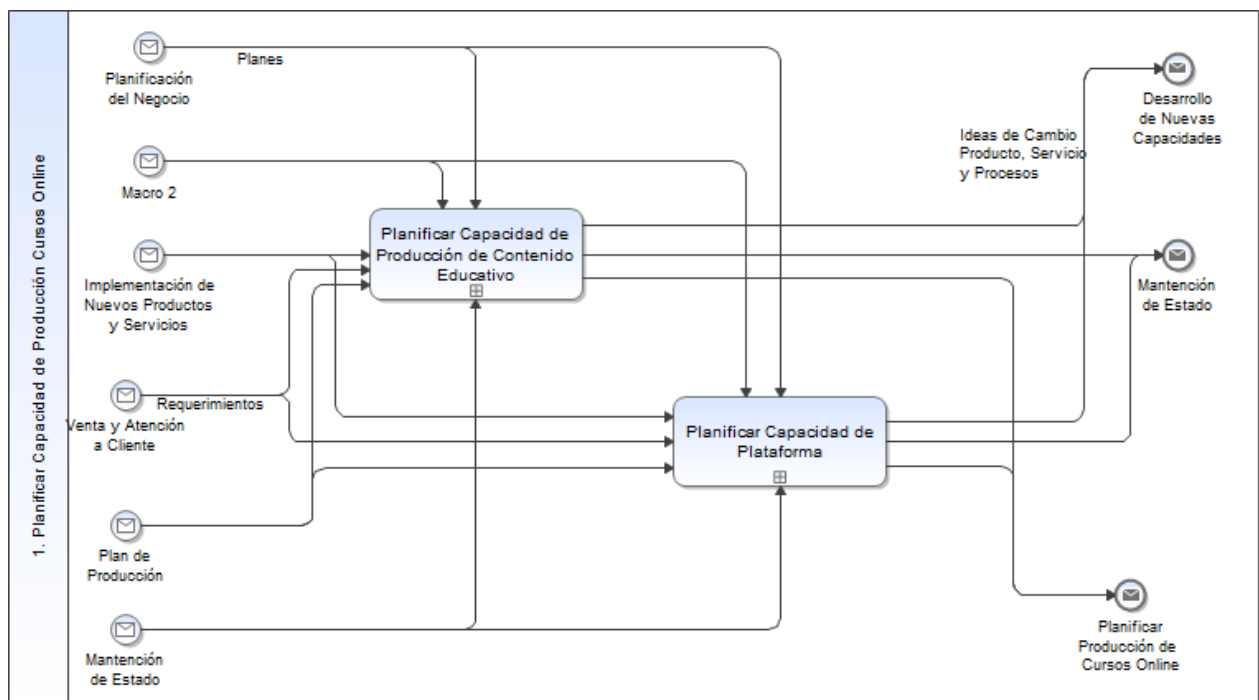 1. Planificar Capacidad de Producción Cursos Online
Planificación
del Negocio
Planes
Macro 2
Implementación de
Nuevos Productos
y Servicios
Venta y Atención
a Cliente
Requerimientos
Plan de
Producción
Mantención
de Estado
Planificar Capacidad de
Producción de Contenido
Educativo
Planificar Capacidad de
Plataforma
Ideas de Cambio
Producto, Servicio
y Procesos
Desarrollo
de Nuevas
Capacidades
Mantención
de Estado
Planificar
Producción de
Cursos Online